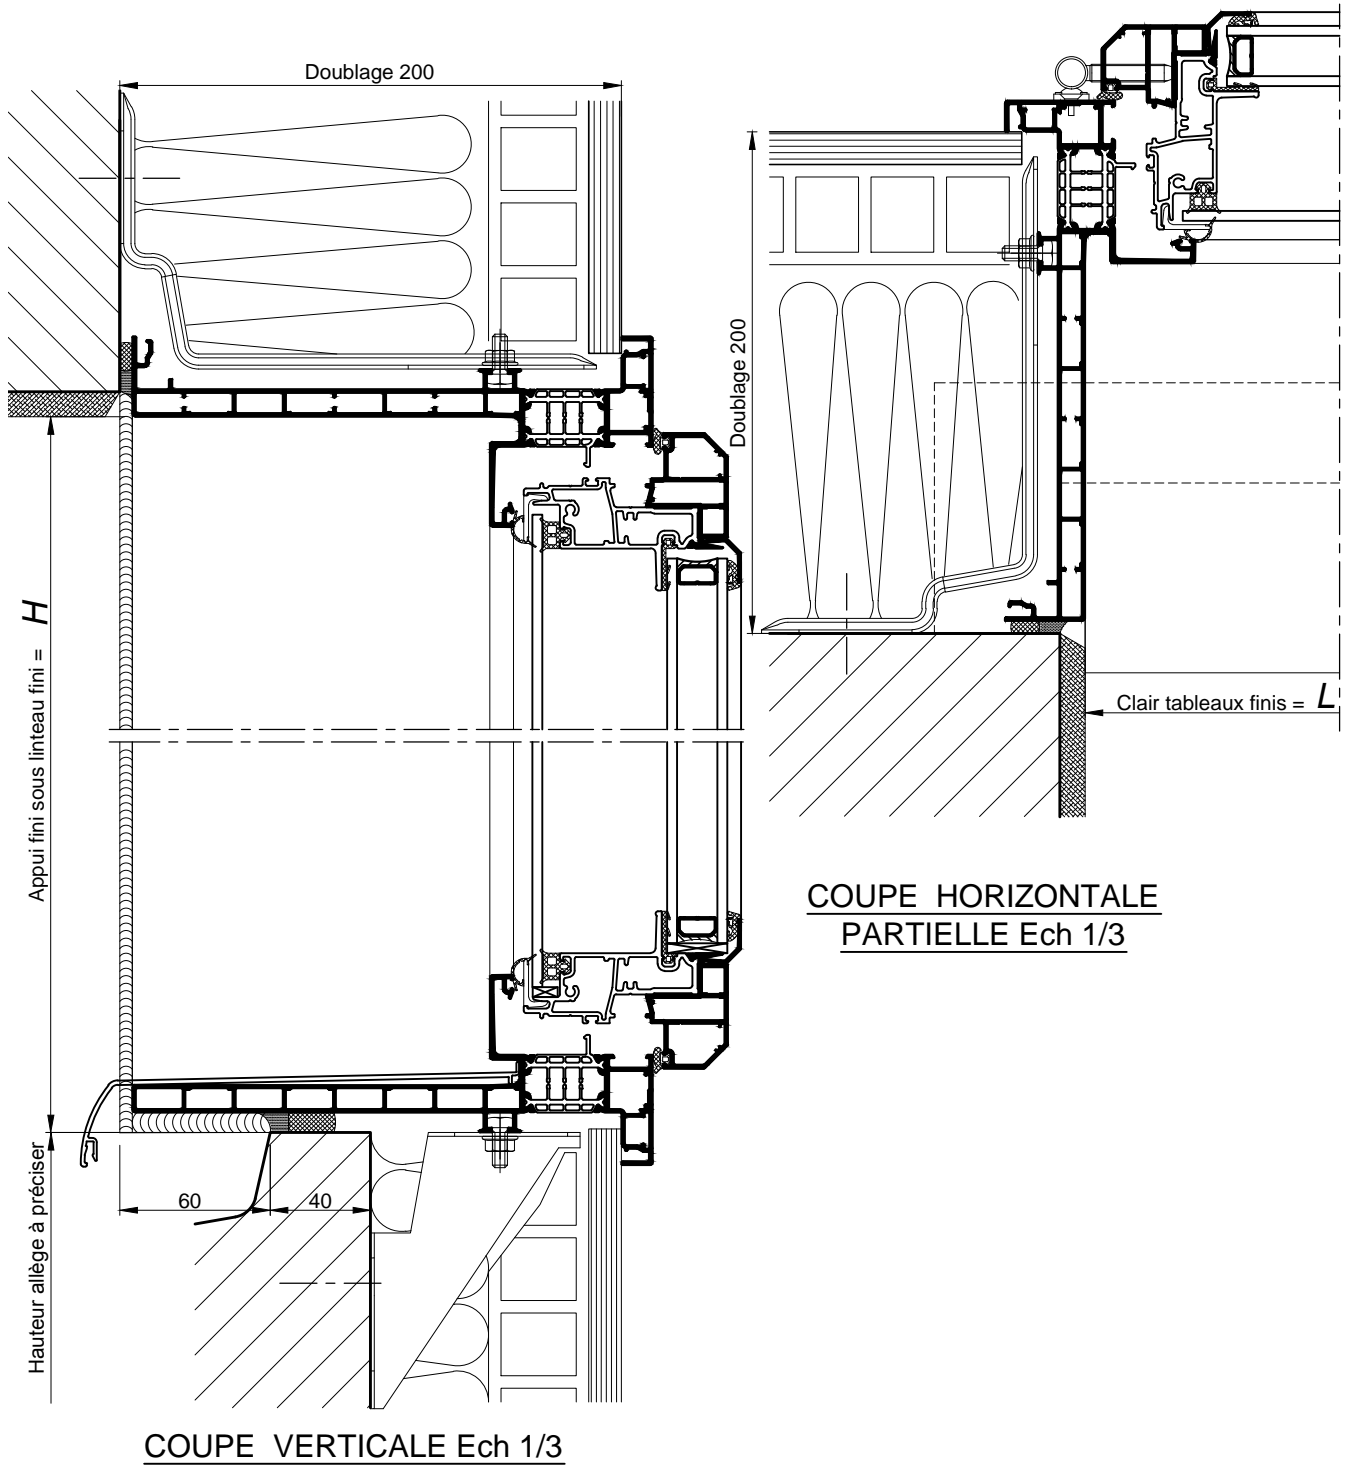 Doublage 200
Doublage 200
Appui fini sous linteau fini = H
Clair tableaux finis = L
COUPE HORIZONTALE
PARTIELLE Ech 1/3
Hauteur allège à préciser
60
40
COUPE VERTICALE Ech 1/3